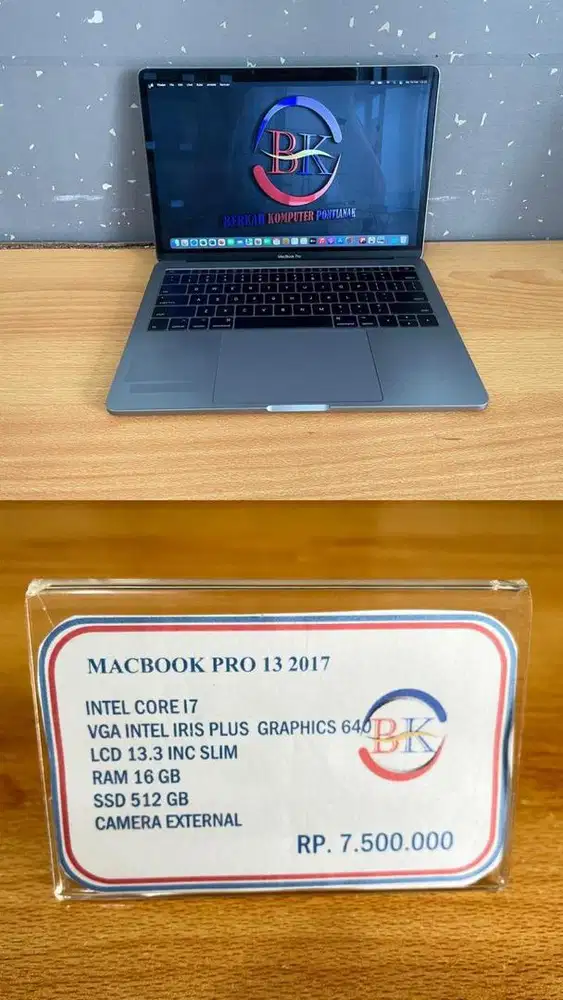 BK
BERKAH KOMPUTER PONTIANAK
MacBook Pro
MACBOOK PRO 13 2017
INTEL CORE I7
VGA INTEL IRIS PLUS GRAPHICS 640
BK
LCD 13.3 INC SLIM
RAM 16 GB
SSD 512 GB
CAMERA EXTERNAL
RP. 7.500.000